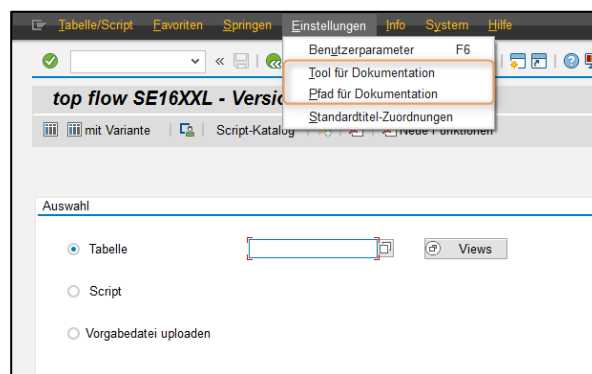 Tabelle/Script Favoriten Springen Einstellungen Info System Hilfe
Benutzerparameter F6
Tool für Dokumentation
Pfad für Dokumentation
Standardtitel-Zuordnungen
top flow SE16XXL - Versio
mit Variante Script-Katalog Neue Funktionen
Auswahl
Tabelle Views
Script
Vorgabedatei uploaden